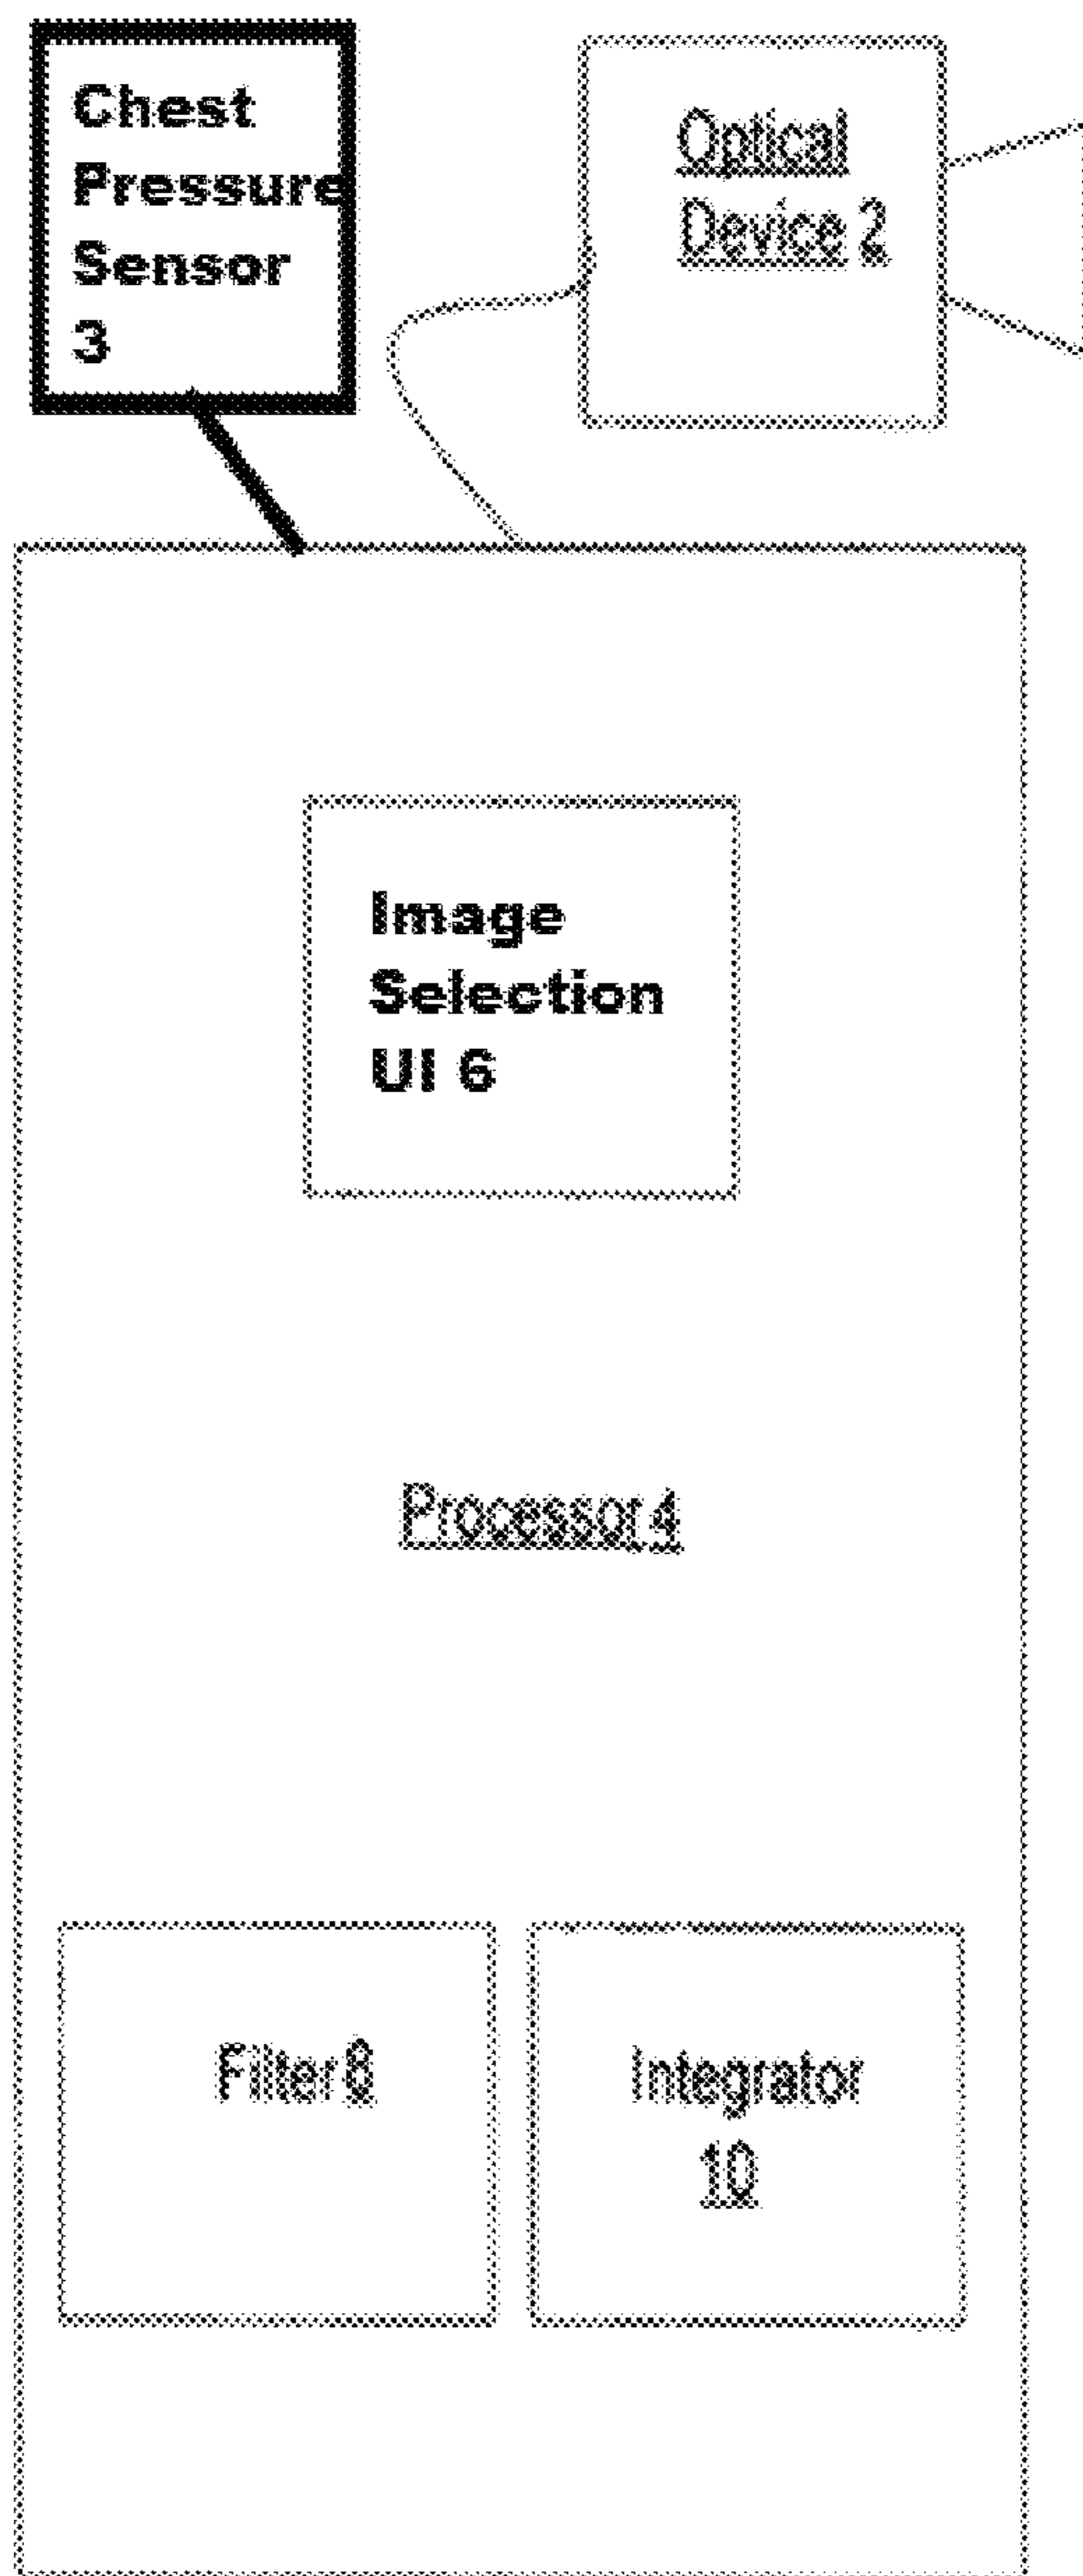 Chest
Pressure
Sensor
3
Optical
Device 2
Image
Selection
UI 6
Processor 4
Filter 8
Integrator
10